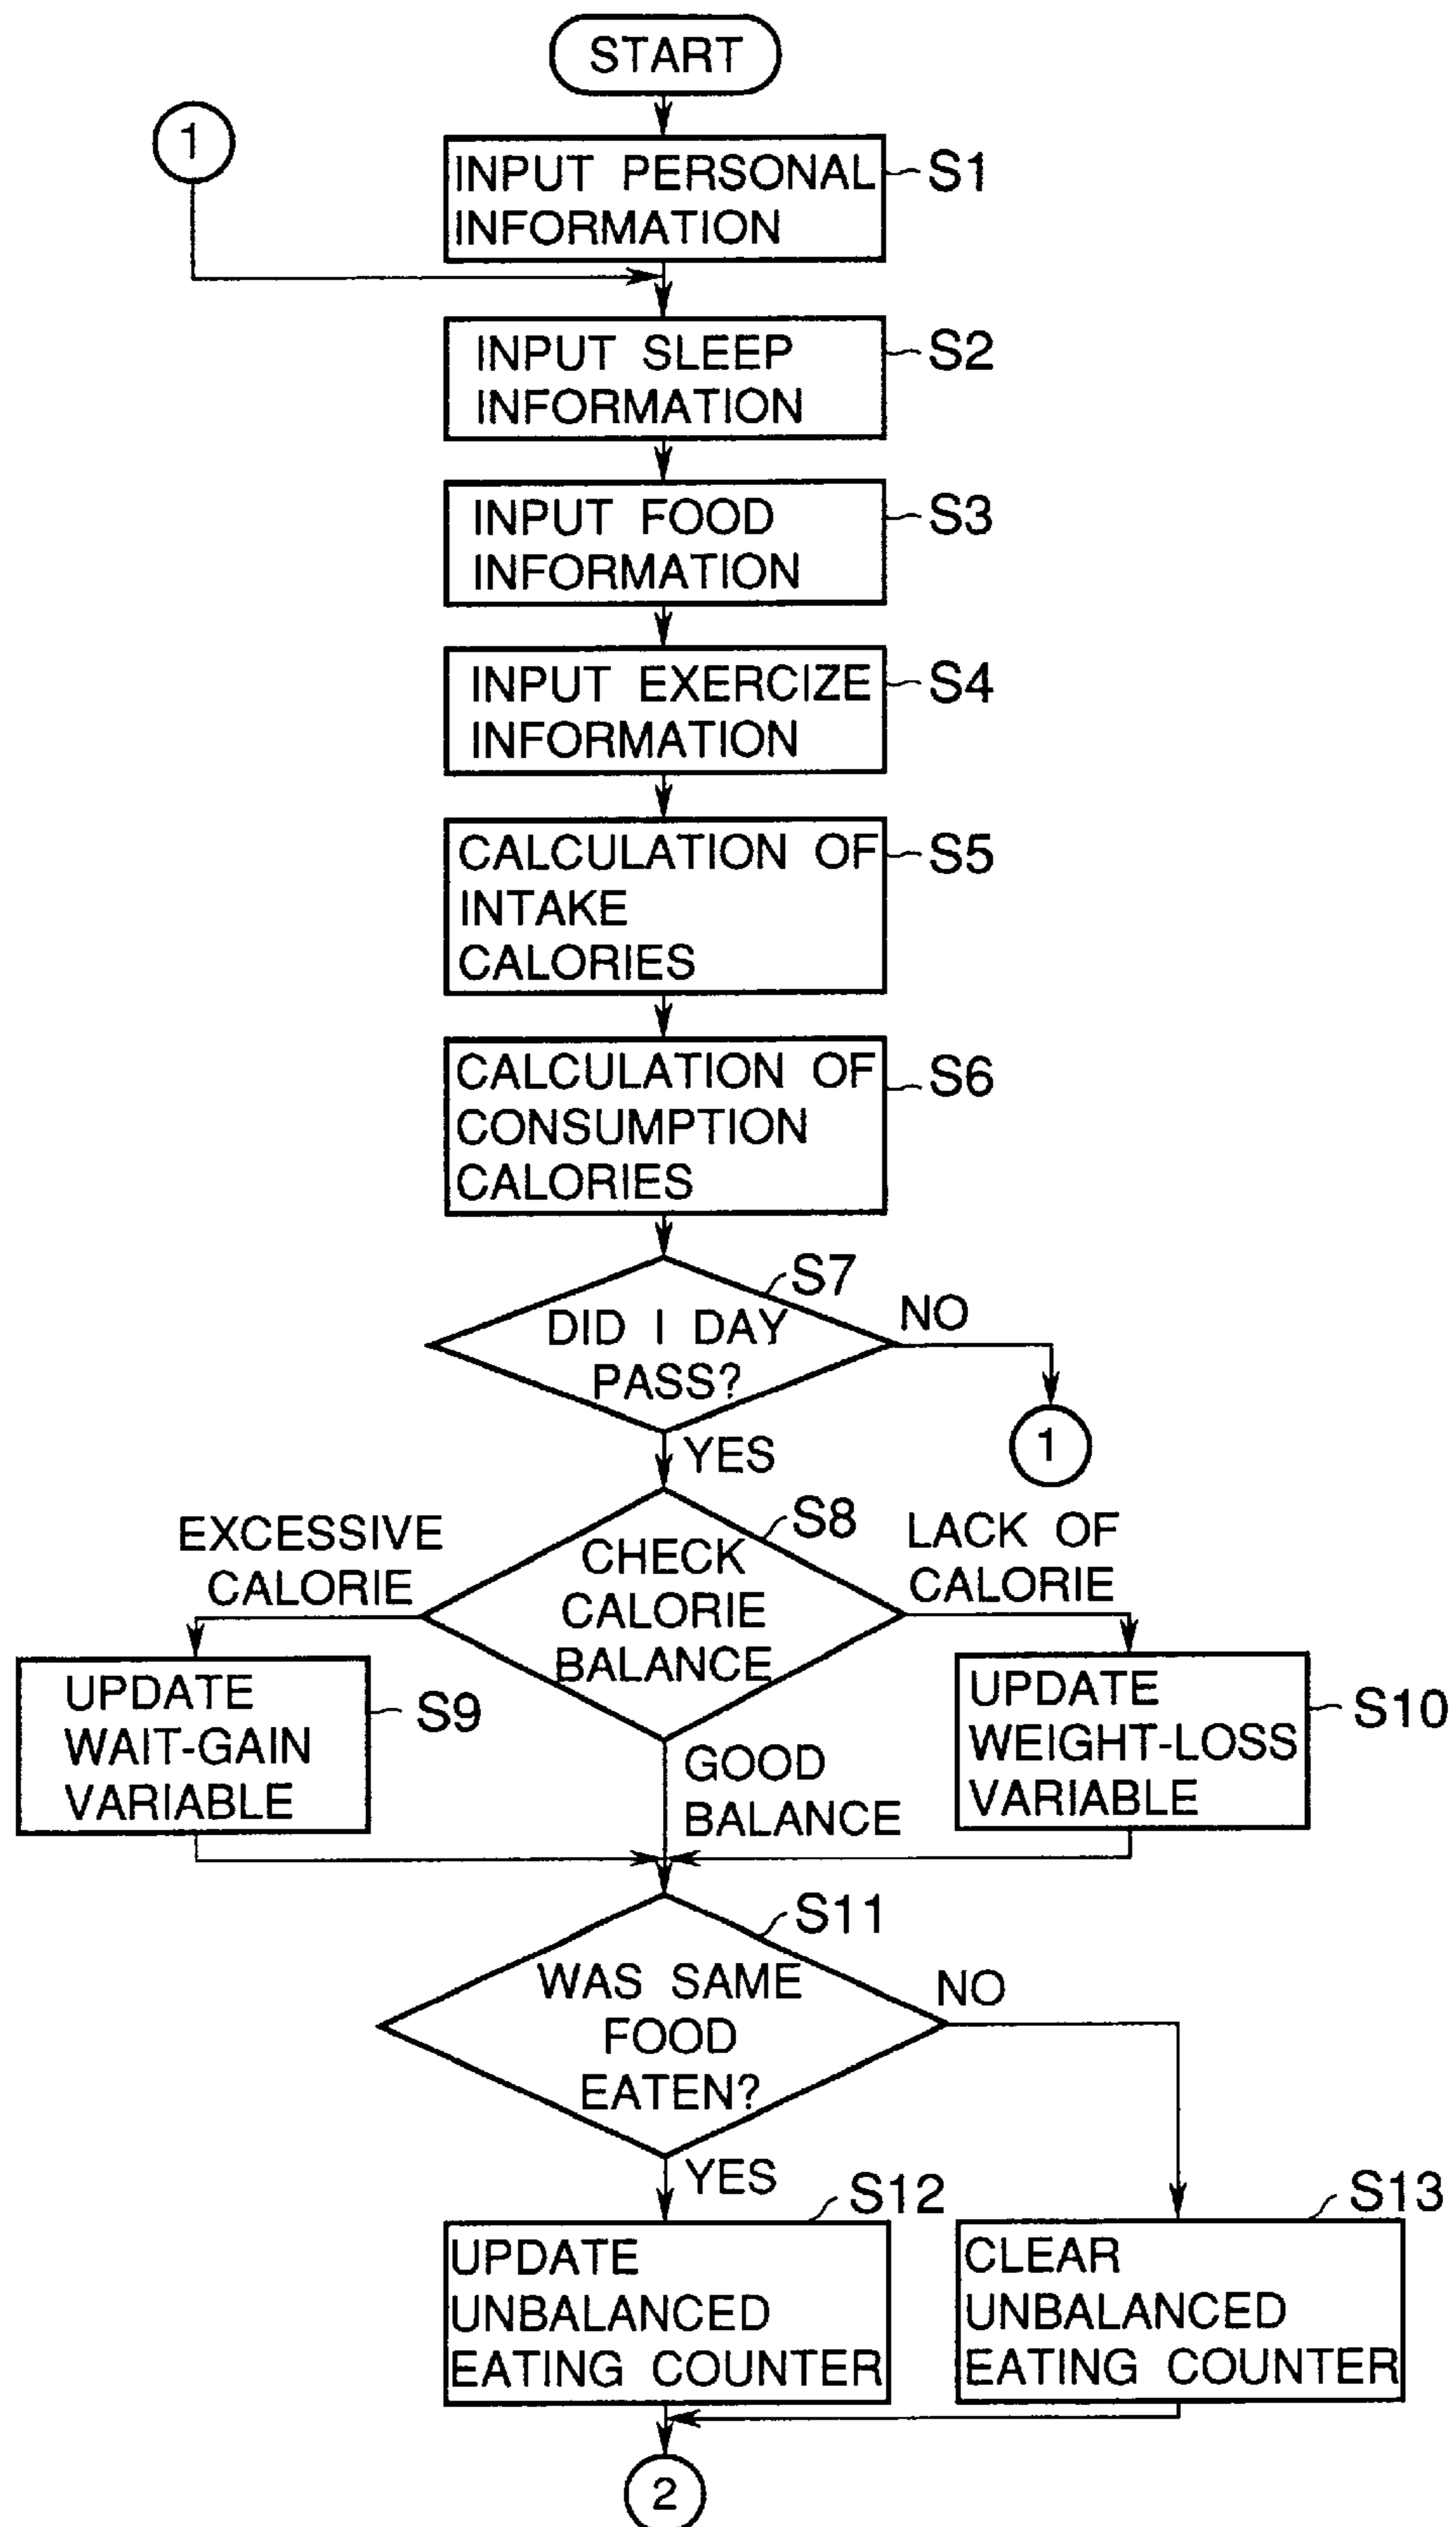 START
1
INPUT PERSONAL
INFORMATION
S1
INPUT SLEEP
INFORMATION
S2
INPUT FOOD
INFORMATION
S3
INPUT EXERCIZE
INFORMATION
S4
CALCULATION OF
INTAKE
CALORIES
S5
CALCULATION OF
CONSUMPTION
CALORIES
S6
S7
DID I DAY
PASS?
NO
1
YES
S8
CHECK
CALORIE
BALANCE
EXCESSIVE
CALORIE
LACK OF
CALORIE
UPDATE
WAIT-GAIN
VARIABLE
S9
GOOD
BALANCE
UPDATE
WEIGHT-LOSS
VARIABLE
S10
S11
WAS SAME
FOOD
EATEN?
NO
YES
S12
UPDATE
UNBALANCED
EATING COUNTER
S13
CLEAR
UNBALANCED
EATING COUNTER
2